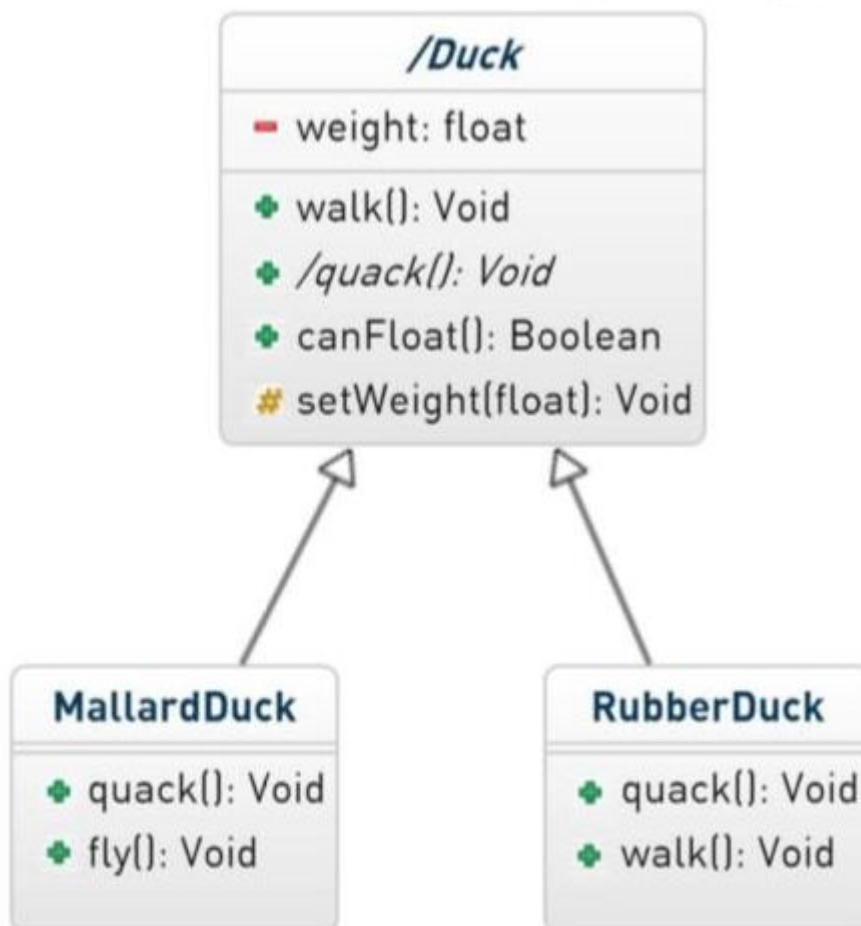 /Duck
- weight: float
+ walk(): Void
+ /quack(): Void
+ canFloat(): Boolean
# setWeight(float): Void
MallardDuck
+ quack(): Void
+ fly(): Void
RubberDuck
+ quack(): Void
+ walk(): Void